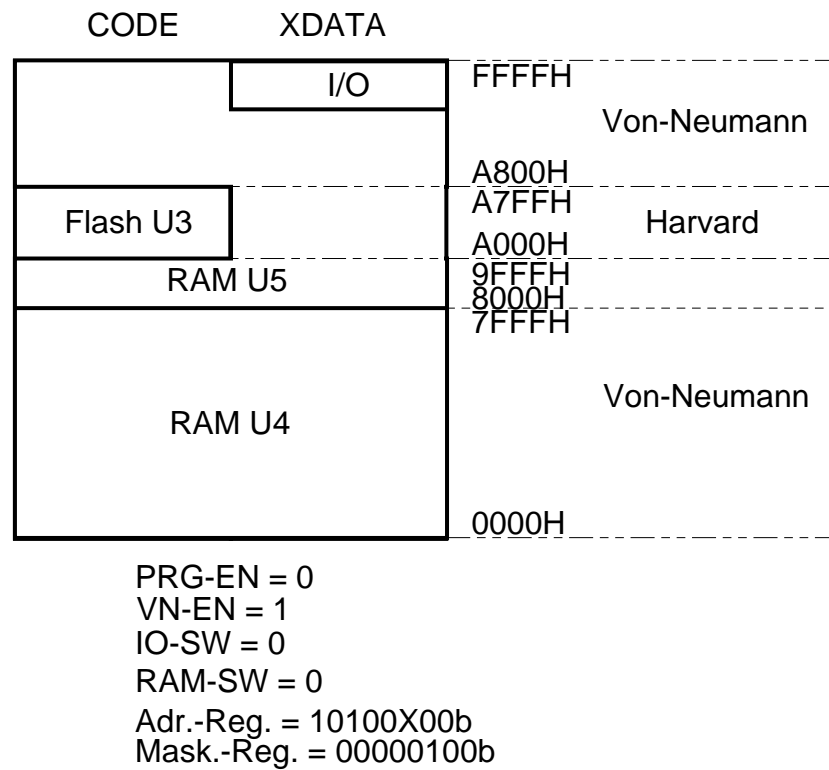 CODE XDATA
I/O FFFFH
Von-Neumann
A800H
Flash U3 A7FFH Harvard
A000H
RAM U5 9FFFH
8000H
7FFFH
Von-Neumann
RAM U4
0000H
PRG-EN = 0
VN-EN = 1
IO-SW = 0
RAM-SW = 0
Adr.-Reg. = 10100X00b
Mask.-Reg. = 00000100b